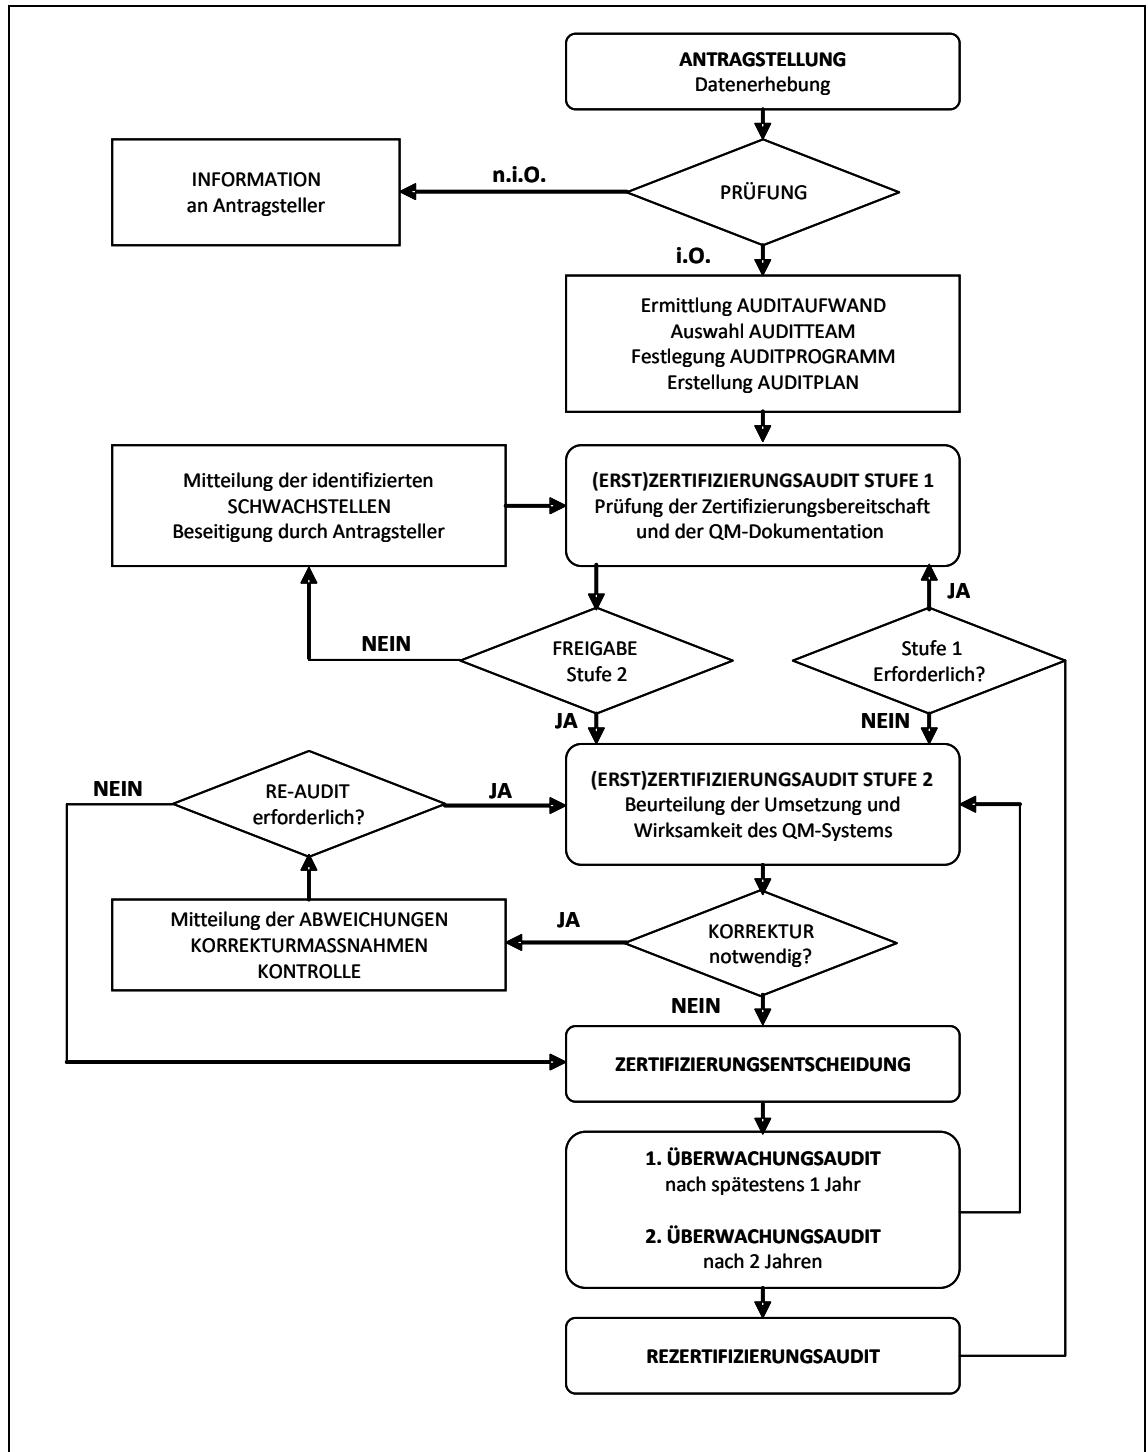 ANTRAGSTELLUNG
Datenerhebung
n.i.O.
INFORMATION
an Antragsteller
PRÜFUNG
i.O.
Ermittlung AUDITAUFWAND
Auswahl AUDITTEAM
Festlegung AUDITPROGRAMM
Erstellung AUDITPLAN
Mitteilung der identifizierten
SCHWACHSTELLEN
Beseitigung durch Antragsteller
(ERST)ZERTIFIZIERUNGSAUDIT STUFE 1
Prüfung der Zertifizierungsbereitschaft
und der QM-Dokumentation
JA
NEIN
FREIGABE
Stufe 2
Stufe 1
Erforderlich?
JA
NEIN
NEIN
RE-AUDIT
erforderlich?
JA
(ERST)ZERTIFIZIERUNGSAUDIT STUFE 2
Beurteilung der Umsetzung und
Wirksamkeit des QM-Systems
Mitteilung der ABWEICHUNGEN
KORREKTURMASSNAHMEN
KONTROLLE
JA
KORREKTUR
notwendig?
NEIN
ZERTIFIZIERUNGSENTSCHEIDUNG
1. ÜBERWACHUNGSAUDIT
nach spätestens 1 Jahr
2. ÜBERWACHUNGSAUDIT
nach 2 Jahren
REZERTIFIZIERUNGSAUDIT